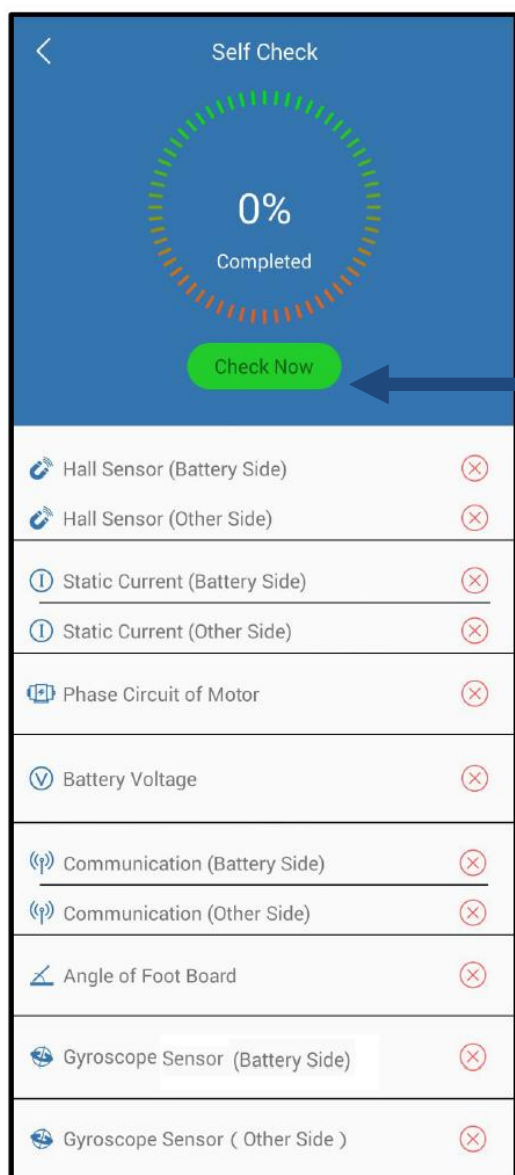 Self Check
0%
Completed
Check Now
Hall Sensor (Battery Side)
Hall Sensor (Other Side)
Static Current (Battery Side)
Static Current (Other Side)
Phase Circuit of Motor
Battery Voltage
Communication (Battery Side)
Communication (Other Side)
Angle of Foot Board
Gyroscope Sensor (Battery Side)
Gyroscope Sensor ( Other Side )